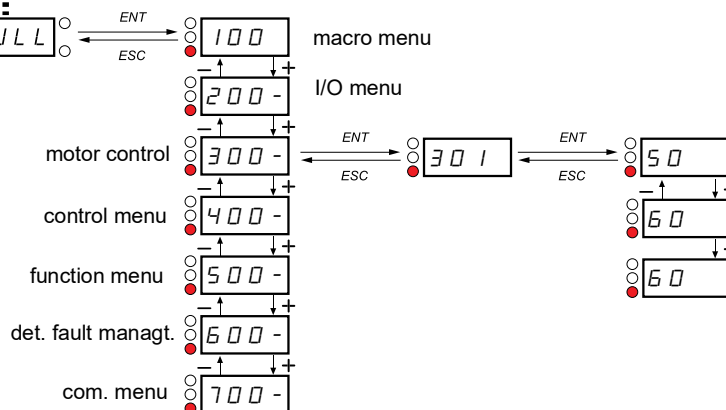 ENT
ESC
100
macro menu
200-
I/O menu
motor control
300-
ENT
ESC
301
ENT
ESC
50
control menu
400-
60
function menu
500-
60
det. fault managt.
600-
com. menu
700-